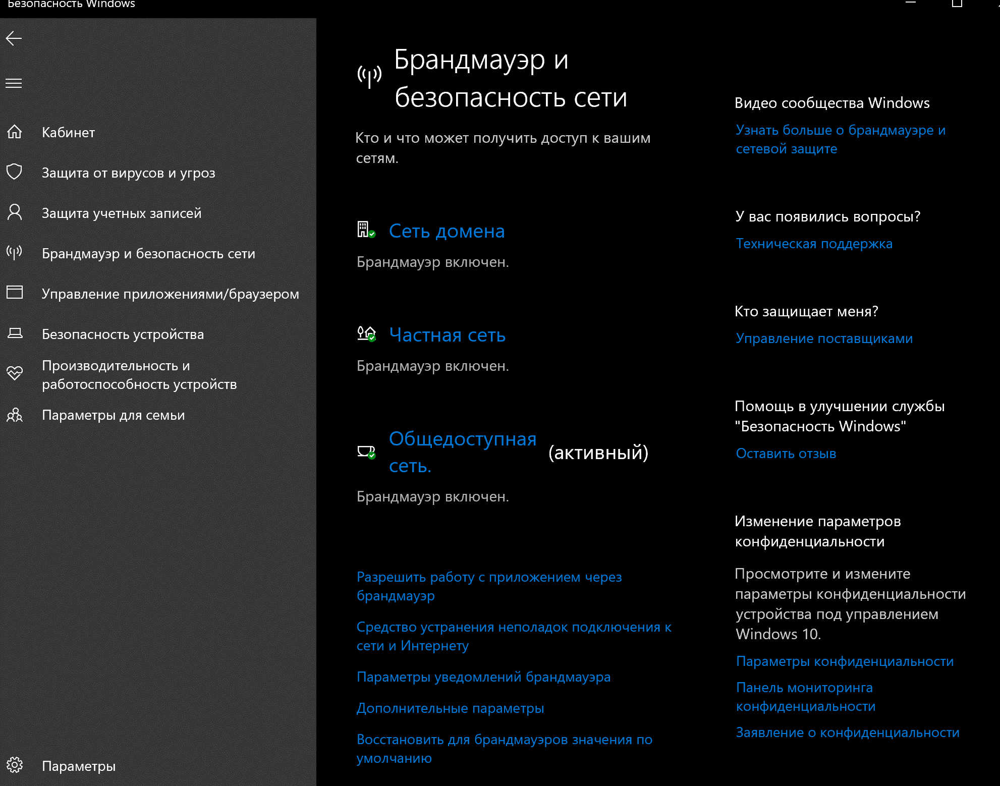 Безопасность Windows
Кабинет
Защита от вирусов и угроз
Защита учетных записей
Брандмауэр и безопасность сети
Управление приложениями/браузером
Безопасность устройства
Производительность и
работоспособность устройств
Параметры для семьи
Параметры
Брандмауэр и
безопасность сети
Кто и что может получить доступ к вашим
сетям.
Сеть домена
Брандмауэр включен.
Частная сеть
Брандмауэр включен.
Общедоступная
сеть.
(активный)
Брандмауэр включен.
Разрешить работу с приложением через
брандмауэр
Средство устранения неполадок подключения к
сети и Интернету
Параметры уведомлений брандмауэра
Дополнительные параметры
Восстановить для брандмауэров значения по
умолчанию
Видео сообщества Windows
Узнать больше о брандмауэре и
сетевой защите
У вас появились вопросы?
Техническая поддержка
Кто защищает меня?
Управление поставщиками
Помощь в улучшении службы
"Безопасность Windows"
Оставить отзыв
Изменение параметров
конфиденциальности
Просмотрите и измените
параметры конфиденциальности
устройства под управлением
Windows 10.
Параметры конфиденциальности
Панель мониторинга
конфиденциальности
Заявление о конфиденциальности